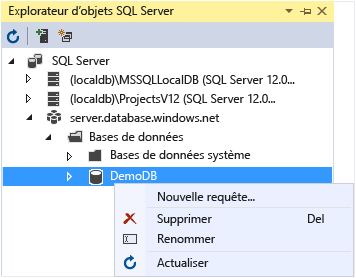 Explorateur d'objets SQL Server
SQL Server
(localdb)\MSSQLLocalDB (SQL Server 12.0...
(localdb)\ProjectsV12 (SQL Server 12.0...
server.database.windows.net
Bases de données
Bases de données système
DemoDB
Nouvelle requête...
Supprimer Del
Renommer
Actualiser